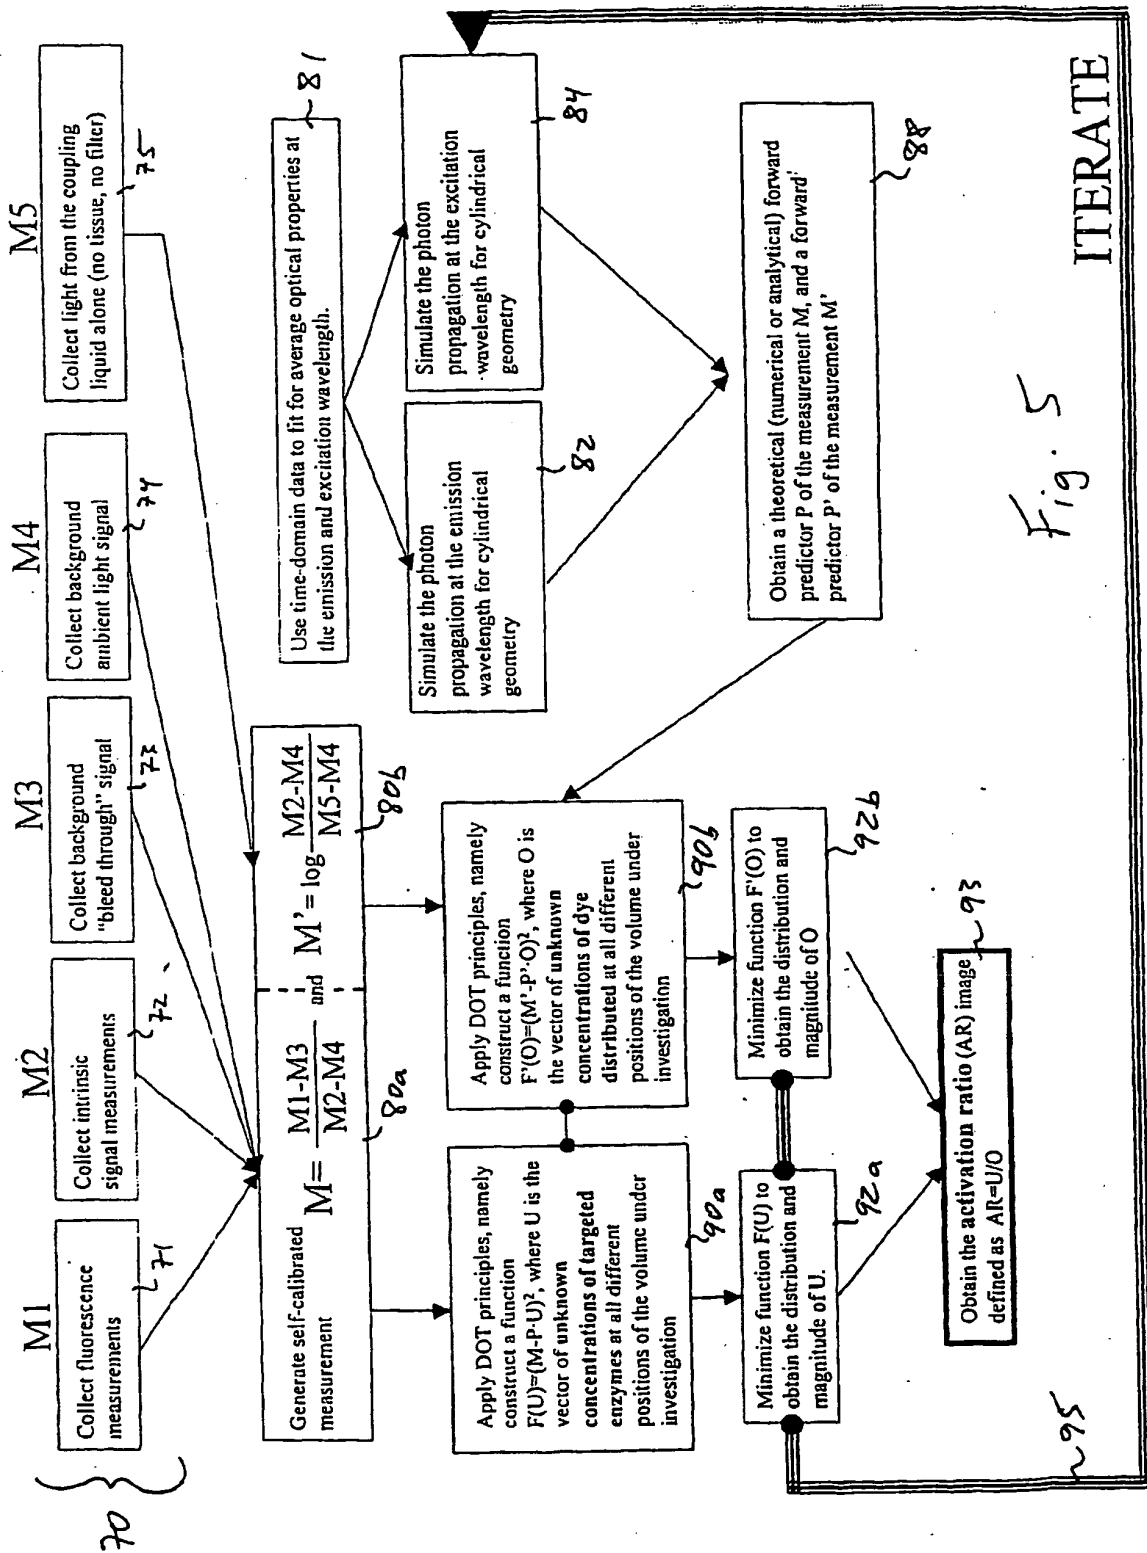 70
M1
Collect fluorescence
measurements
71
M2
Collect intrinsic
signal measurements
72
M3
Collect background
"bleed through" signal
73
M4
Collect background
ambient light signal
74
M5
Collect light from the coupling
liquid alone (no tissue, no filter)
75
Generate self-calibrated
measurement
M= M1-M3
M2-M4
and
M'=log M2-M4
M5-M4
80a
80b
Use time-domain data to fit for average optical properties at
the emission and excitation wavelength.
81
Simulate the photon
propagation at the emission
wavelength for cylindrical
geometry
82
Simulate the photon
propagation at the excitation
wavelength for cylindrical
geometry
84
Obtain a theoretical (numerical or analytical) forward
predictor P of the measurement M, and a forward
predictor P' of the measurement M'
88
Apply DOT principles, namely
construct a function
F(U)=(M-P·U)², where U is the
vector of unknown
concentrations of targeted
enzymes at all different
positions of the volume under
investigation
90a
Apply DOT principles, namely
construct a function
F'(O)=(M'-P'·O)², where O is
the vector of unknown
concentrations of dye
distributed at all different
positions of the volume under
investigation
90b
Minimize function F(U) to
obtain the distribution and
magnitude of U.
92a
Minimize function F'(O) to
obtain the distribution and
magnitude of O
92b
Obtain the activation ratio (AR) image
defined as AR=U/O
93
95
Fig. 5
ITERATE